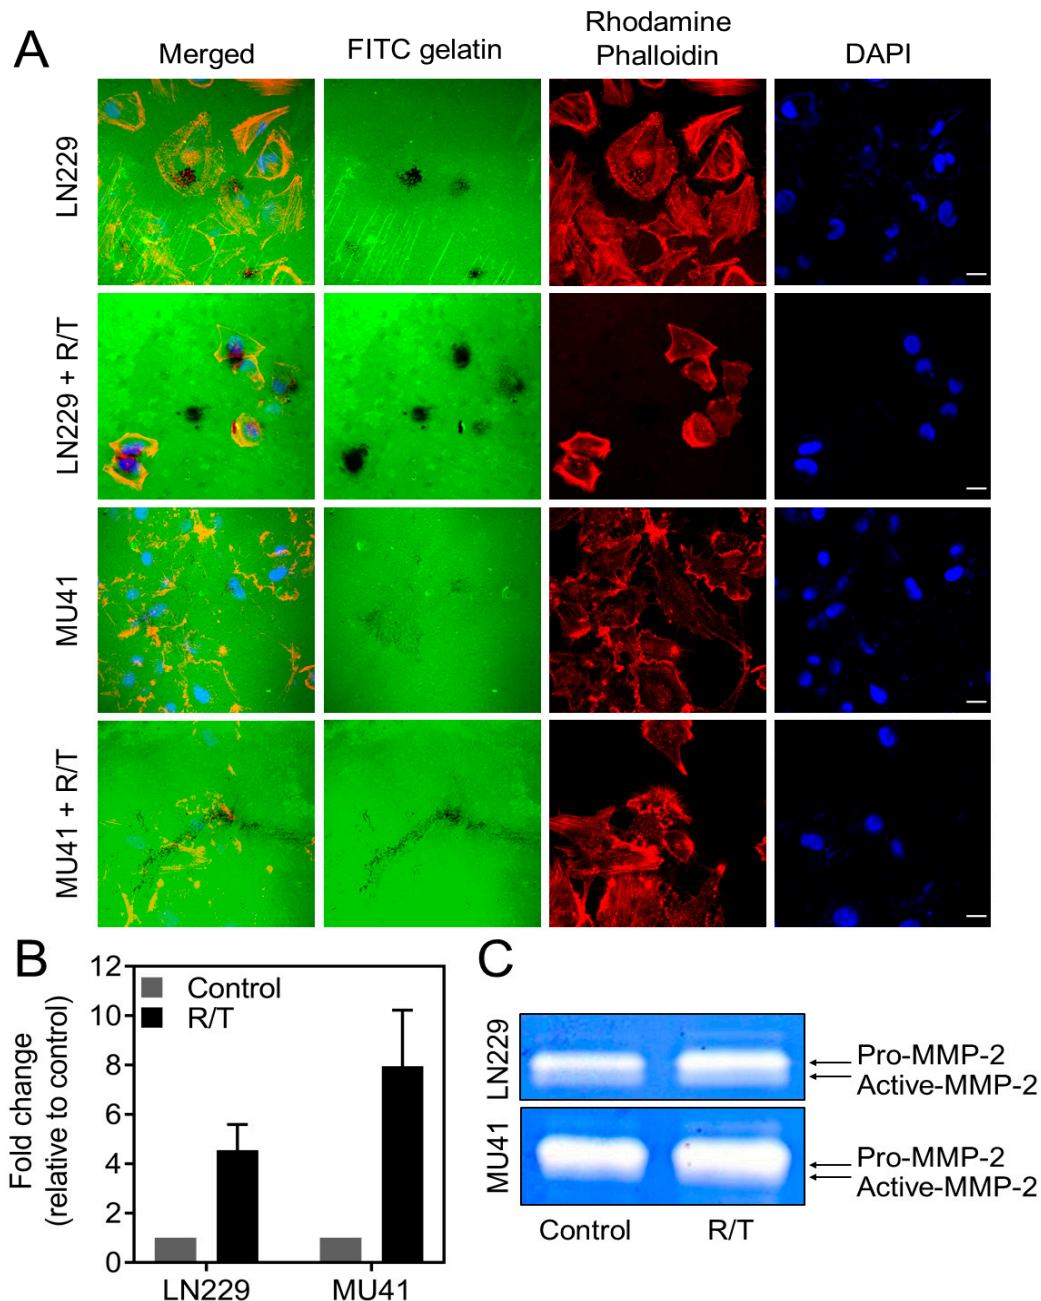 A
Merged
FITC gelatin
Rhodamine
Phalloidin
DAPI
LN229
LN229 + R/T
MU41
MU41 + R/T
B
Fold change
(relative to control)
12
10
8
6
4
2
0
Control
R/T
LN229
MU41
C
LN229
Pro-MMP-2
Active-MMP-2
MU41
Pro-MMP-2
Active-MMP-2
Control
R/T